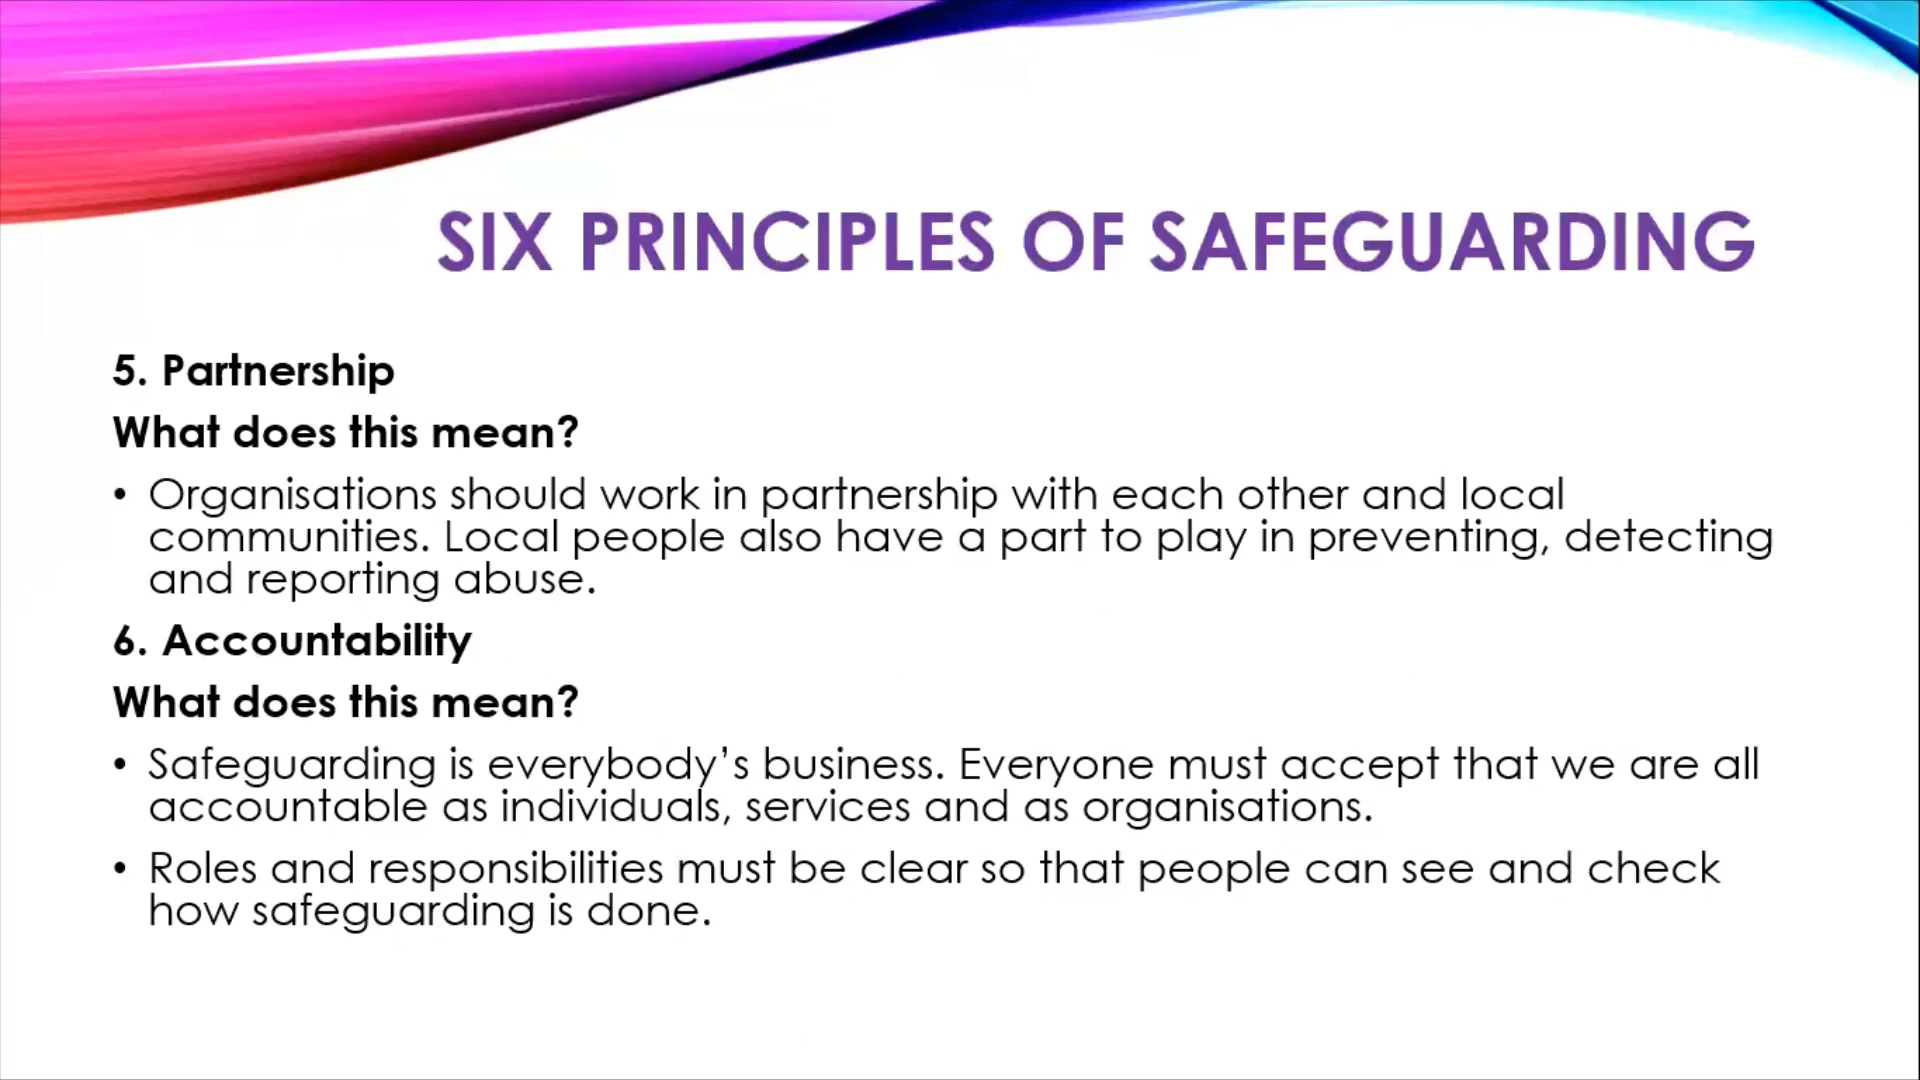 SIX PRINCIPLES OF SAFEGUARDING
5. Partnership
What does this mean?
• Organisations should work in partnership with each other and local
communities. Local people also have a part to play in preventing, detecting
and reporting abuse.
6. Accountability
What does this mean?
• Safeguarding is everybody’s business. Everyone must accept that we are all
accountable as individuals, services and as organisations.
• Roles and responsibilities must be clear so that people can see and check
how safeguarding is done.